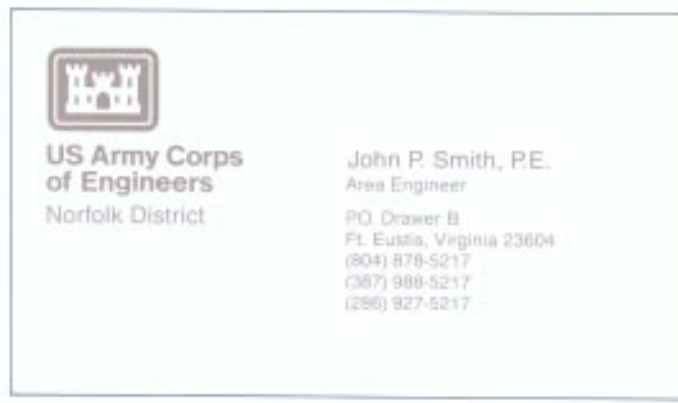 US Army Corps
of Engineers
Norfolk District
John P. Smith, P.E.
Area Engineer
P.O. Drawer B
Ft. Eustis, Virginia 23604
(804) 878-5217
(387) 988-5217
(286) 927-5217